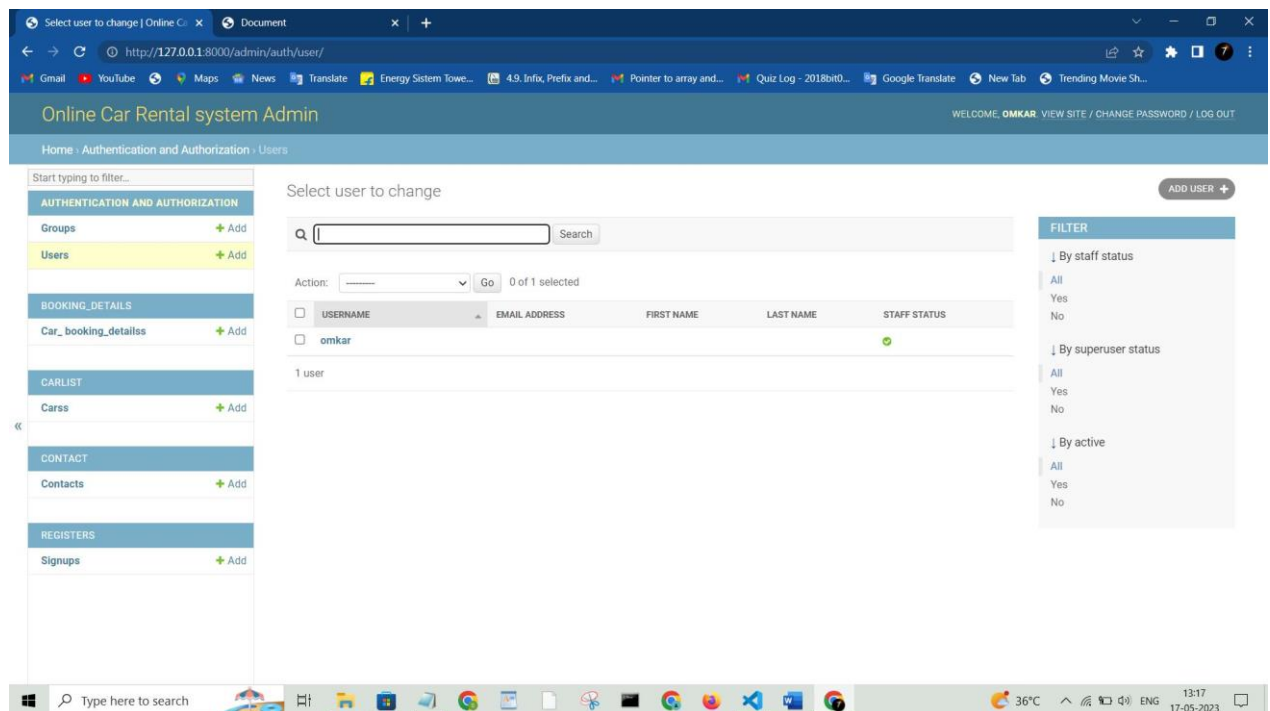 Select user to change | Online Ca
Document
http://127.0.0.1:8000/admin/auth/user/
Gmail YouTube Maps News Translate Energy Sistem Towe... 4.9. Infix, Prefix and... Pointer to array and... Quiz Log - 2018bit0... Google Translate New Tab Trending Movie Sh...
Online Car Rental system Admin
WELCOME, OMKAR. VIEW SITE / CHANGE PASSWORD / LOG OUT
Home › Authentication and Authorization › Users
Start typing to filter...
AUTHENTICATION AND AUTHORIZATION
Groups + Add
Users + Add
BOOKING_DETAILS
Car_ booking_detailss + Add
CARLIST
Carss + Add
CONTACT
Contacts + Add
REGISTERS
Signups + Add
«
Select user to change
ADD USER +
Search
Action: --------- Go 0 of 1 selected
USERNAME EMAIL ADDRESS FIRST NAME LAST NAME STAFF STATUS
omkar
1 user
FILTER
↓ By staff status
All
Yes
No
↓ By superuser status
All
Yes
No
↓ By active
All
Yes
No
Type here to search
36°C
ENG
13:17
17-05-2023